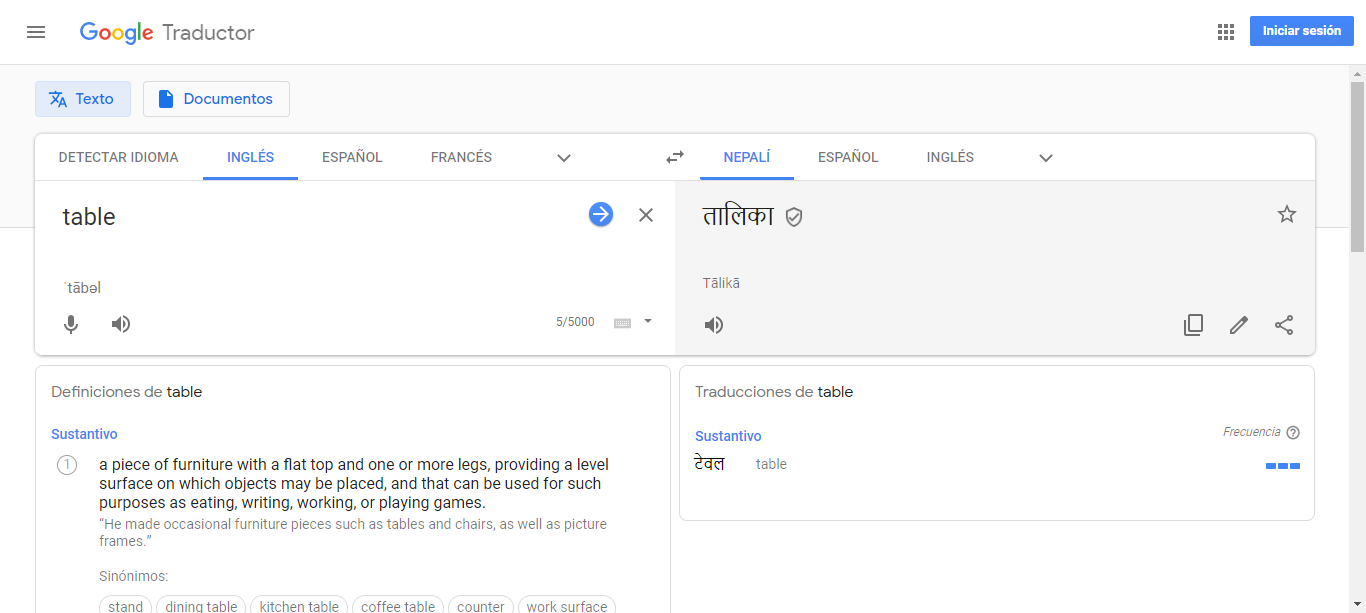 Google Traductor
Iniciar sesión
Texto
Documentos
DETECTAR IDIOMA INGLÉS ESPAÑOL FRANCÉS
NEPALÍ ESPAÑOL INGLÉS
table
ˈtābəl
5/5000
तालिका
Tālikā
Definiciones de table
Sustantivo
1
a piece of furniture with a flat top and one or more legs, providing a level
surface on which objects may be placed, and that can be used for such
purposes as eating, writing, working, or playing games.
“He made occasional furniture pieces such as tables and chairs, as well as picture
frames.”
Sinónimos:
stand dining table kitchen table coffee table counter work surface
Traducciones de table
Sustantivo
Frecuencia
टेवल table